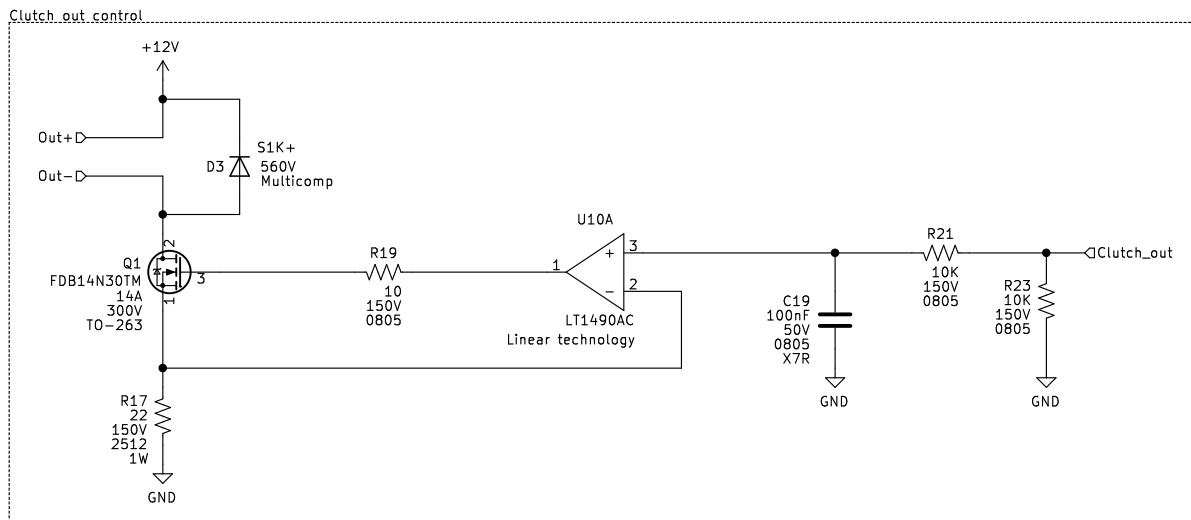 Clutch out control
+12V
Out+
Out-
D3
S1K+
560V
Multicomp
Q1
FDB14N30TM
14A
300V
TO-263
2
3
1
R19
10
150V
0805
U10A
1
3
+
2
-
LT1490AC
Linear technology
R21
10K
150V
0805
Clutch_out
C19
100nF
50V
0805
X7R
GND
R23
10K
150V
0805
GND
R17
22
150V
2512
1W
GND